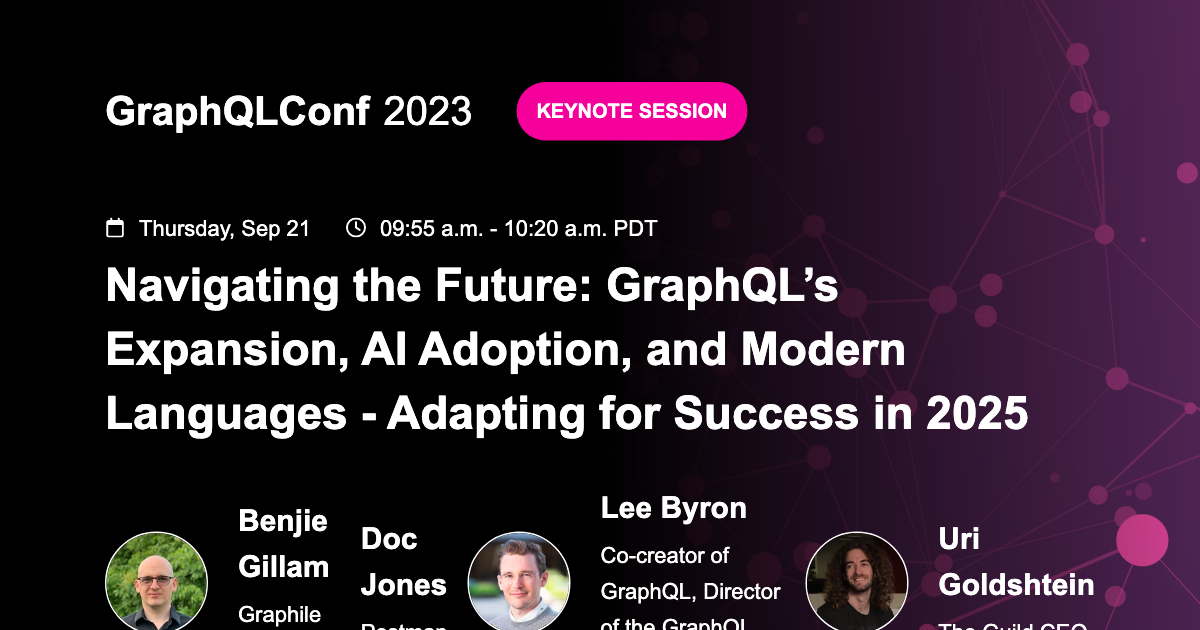 GraphQLConf 2023
KEYNOTE SESSION
Thursday, Sep 21 09:55 a.m. - 10:20 a.m. PDT
Navigating the Future: GraphQL’s
Expansion, AI Adoption, and Modern
Languages - Adapting for Success in 2025
Benjie
Gillam
Graphile
Doc
Jones
Postman
Lee Byron
Co-creator of
GraphQL, Director
of the GraphQL
Uri
Goldshtein
The Guild CEO